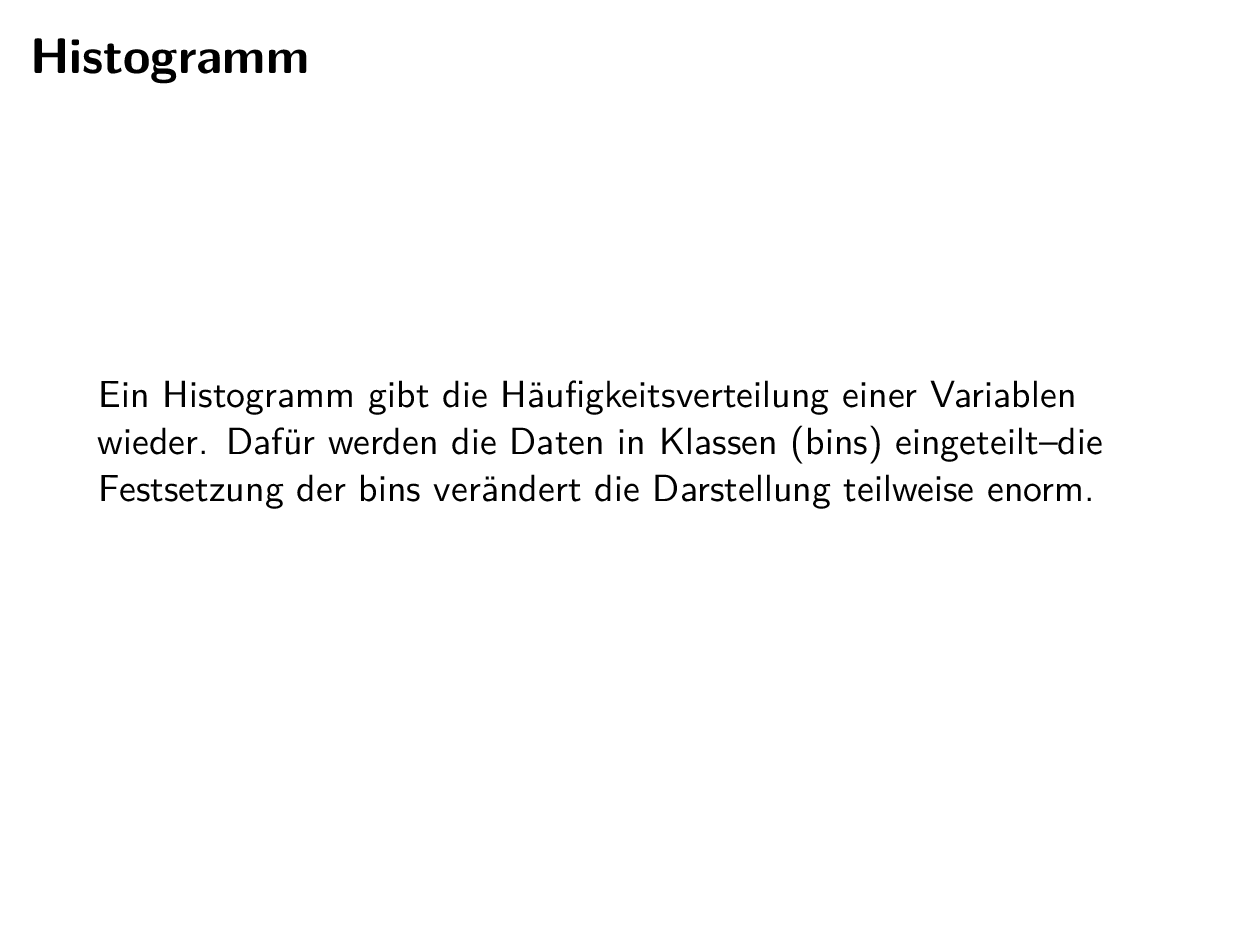 Histogramm
Ein Histogramm gibt die Häufigkeitsverteilung einer Variablen
wieder. Dafür werden die Daten in Klassen (bins) eingeteilt–die
Festsetzung der bins verändert die Darstellung teilweise enorm.